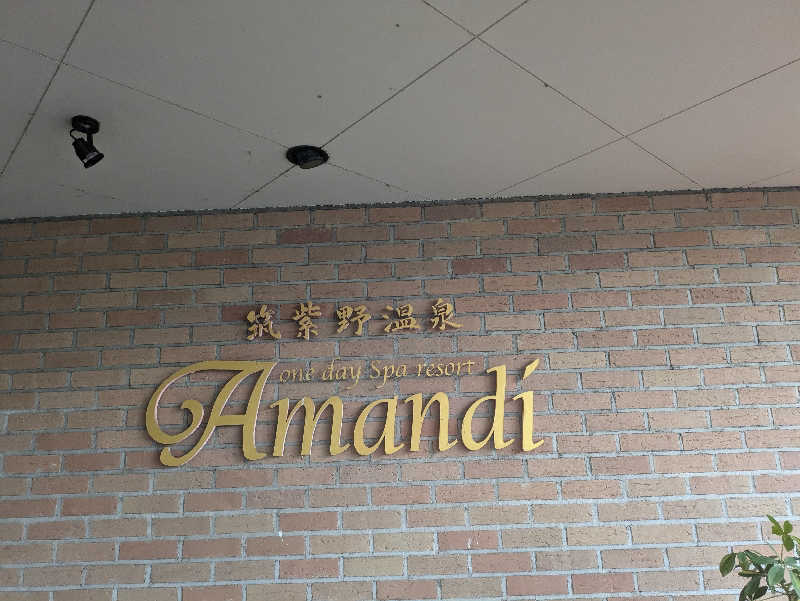 筑紫野温泉
one day Spa resort
Amandi